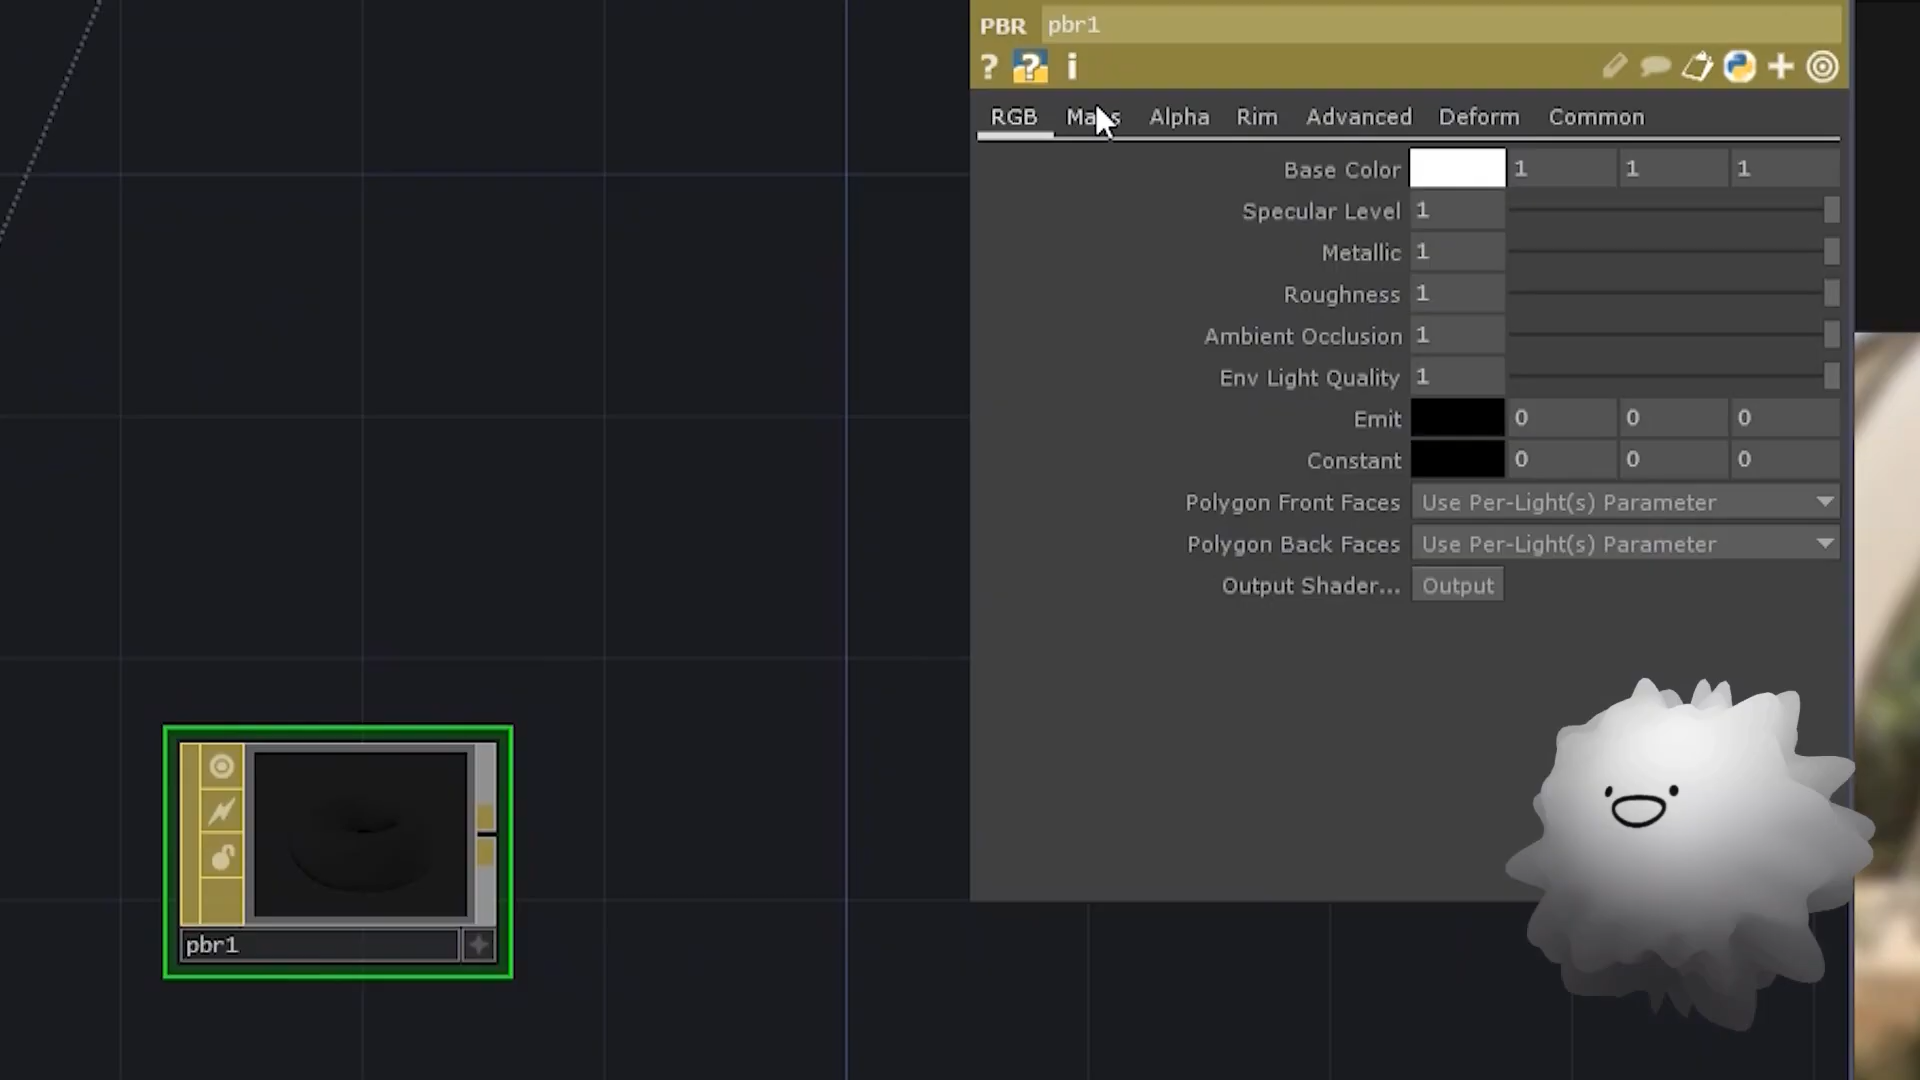 PBR pbr1
? ? i
RGB Maps Alpha Rim Advanced Deform Common
Base Color 1 1 1
Specular Level 1
Metallic 1
Roughness 1
Ambient Occlusion 1
Env Light Quality 1
Emit 0 0 0
Constant 0 0 0
Polygon Front Faces Use Per-Light(s) Parameter
Polygon Back Faces Use Per-Light(s) Parameter
Output Shader... Output
pbr1